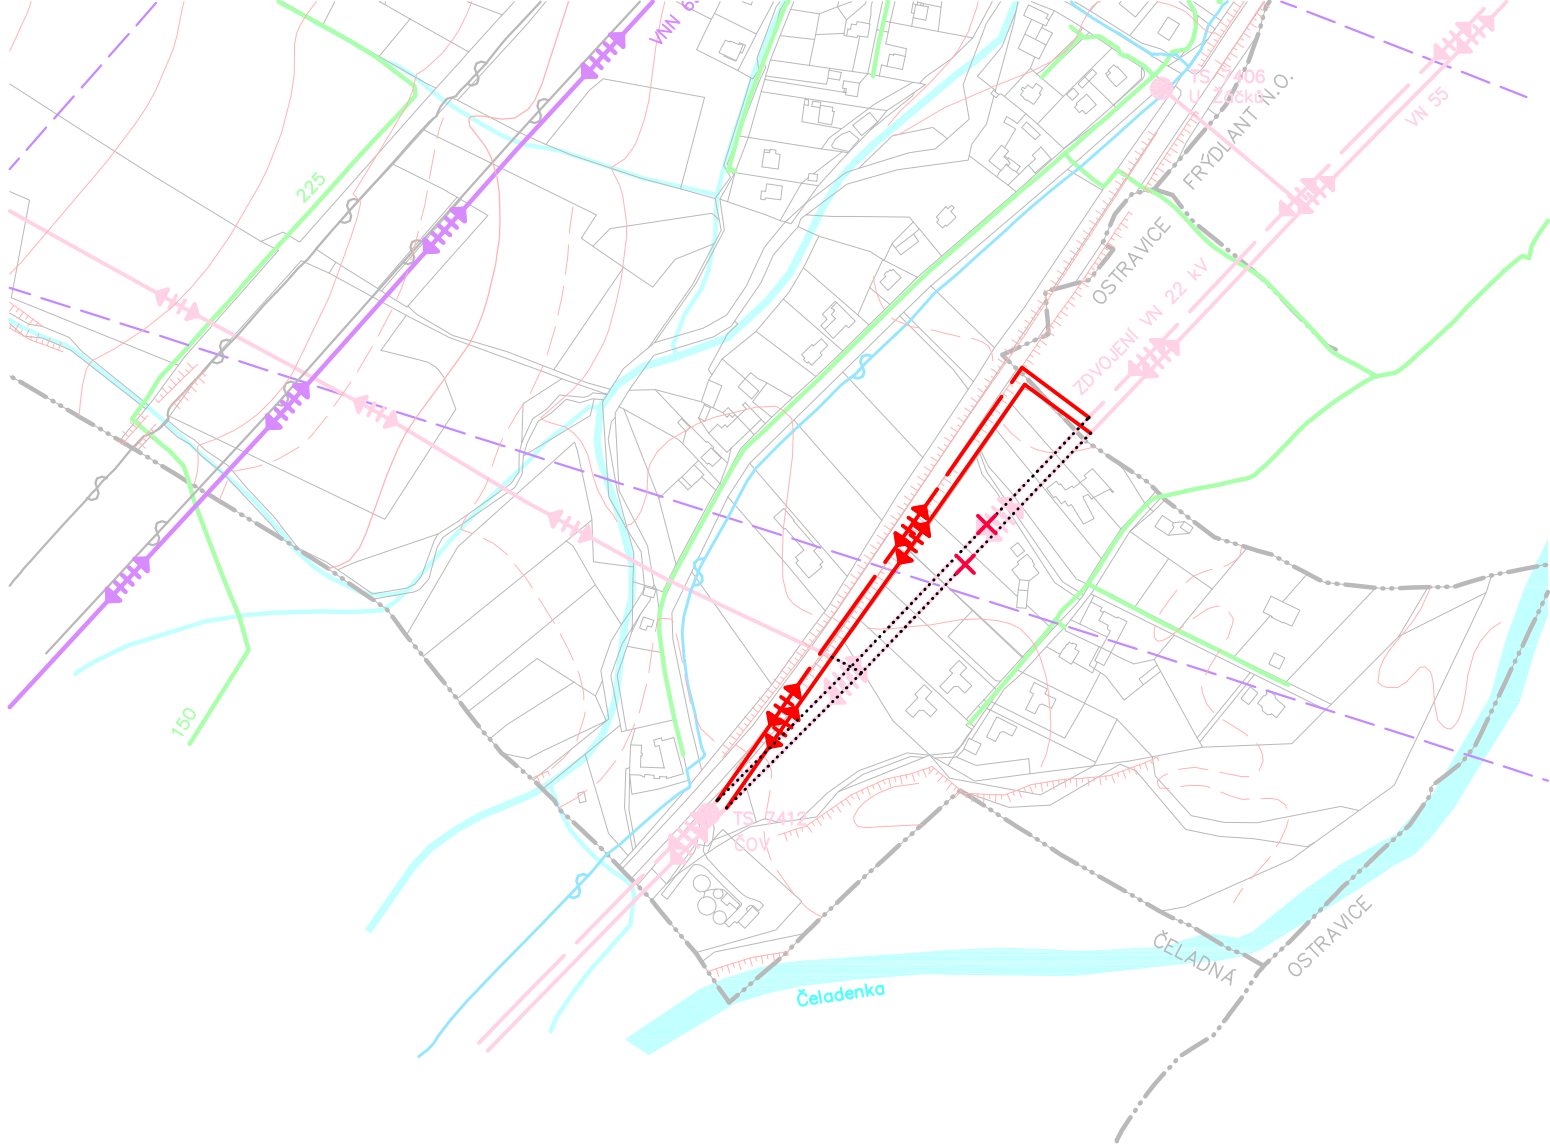 VNN
TS 7406
U Žáčků
FRÝDLANT N.O.
VN 55
225
OSTRAVICE
ZDVOJENÍ VN 22 kV
150
TS 7412
ČOV
ČELADNÁ
OSTRAVICE
Čeladenka